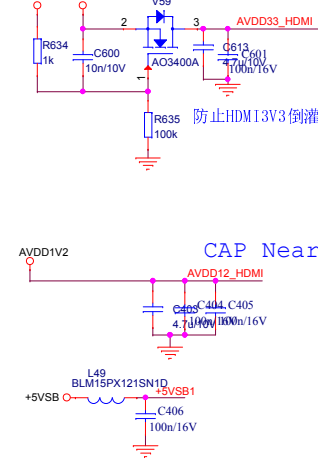 V59
2
3
AVDD33_HDMI
R634
1k
C600
10n/10V
AO3400A
C613
4.7u/10V
C601
100n/16V
1
R635
100k
防止HDMI3V3倒灌
CAP Near
AVDD1V2
AVDD12_HDMI
C403
4.7u/10V
C404
100n/16V
C405
100n/16V
L49
BLM15PX121SN1D
+5VSB
+5VSB1
C406
100n/16V